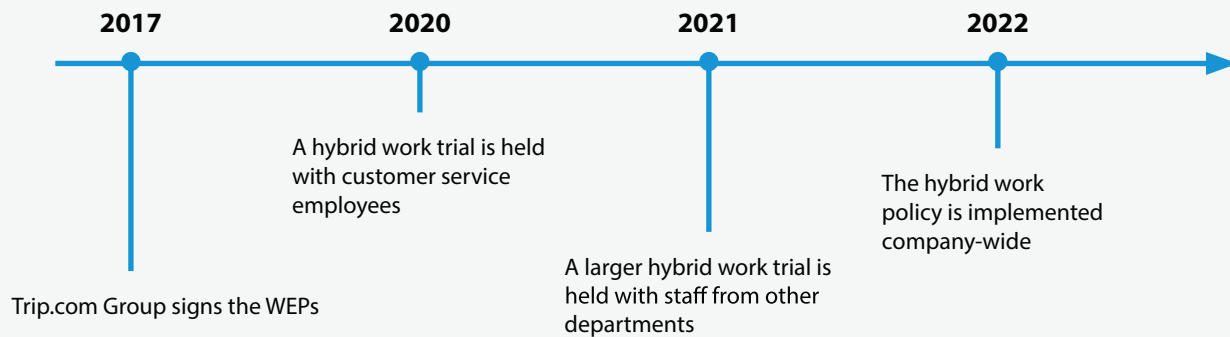 2017
2020
2021
2022
Trip.com Group signs the WEPs
A hybrid work trial is held
with customer service
employees
A larger hybrid work trial is
held with staff from other
departments
The hybrid work
policy is implemented
company-wide